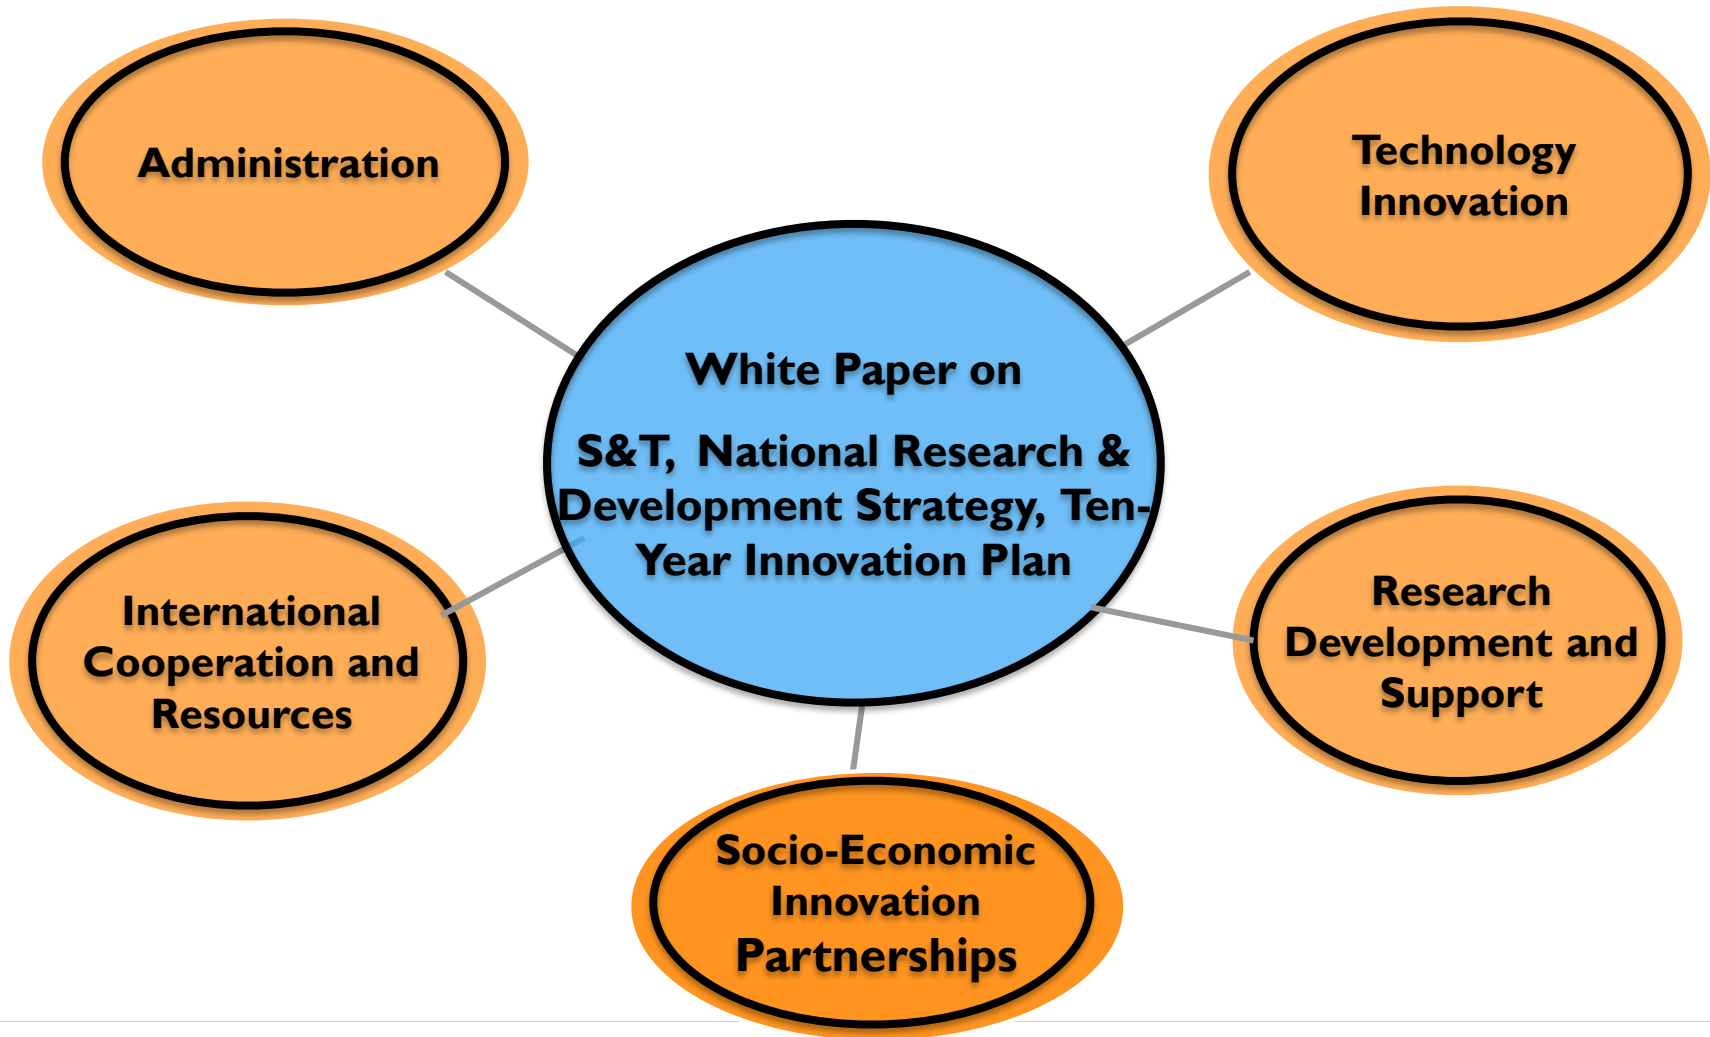 Administration
Technology
Innovation
White Paper on
S&T, National Research &
Development Strategy, Ten-
Year Innovation Plan
International
Cooperation and
Resources
Research
Development and
Support
Socio-Economic
Innovation
Partnerships